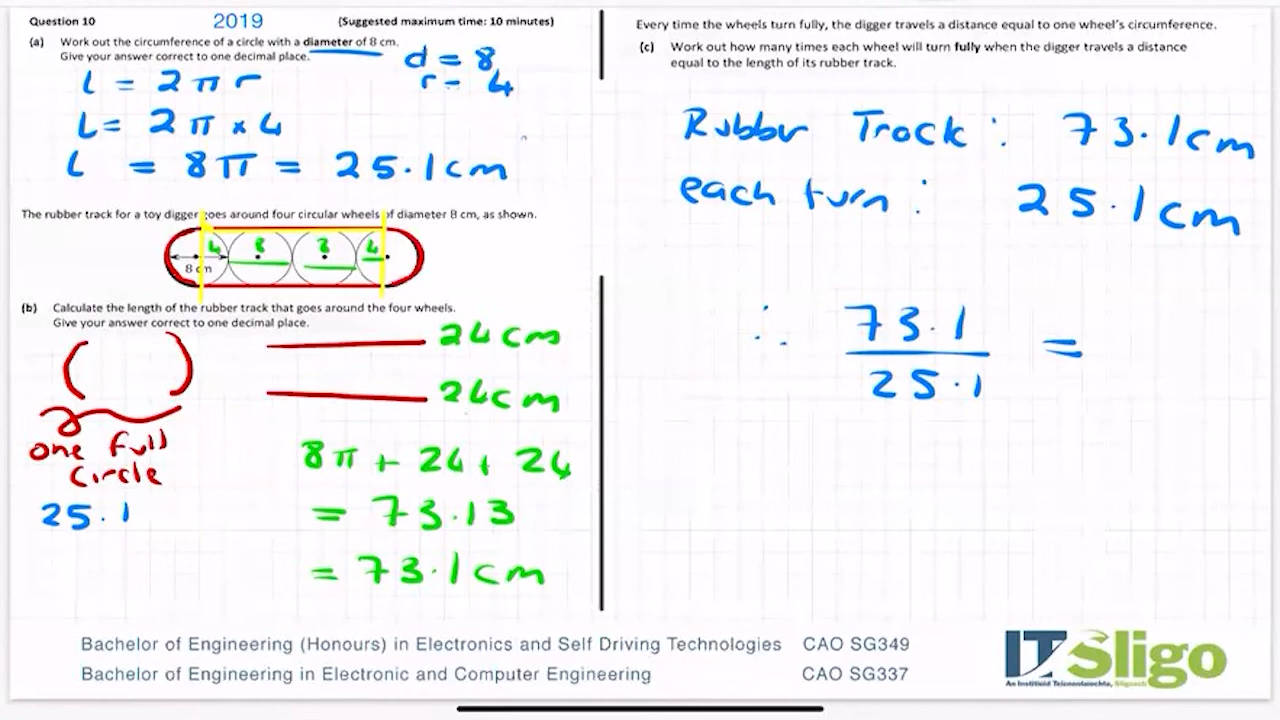 Question 10 2019 (Suggested maximum time: 10 minutes)
(a) Work out the circumference of a circle with a diameter of 8 cm.
Give your answer correct to one decimal place.
d = 8
r = 4
L = 2πr
L = 2π × 4
L = 8π = 25.1cm
The rubber track for a toy digger goes around four circular wheels of diameter 8 cm, as shown.
4 8 8 4
8 cm
(b) Calculate the length of the rubber track that goes around the four wheels.
Give your answer correct to one decimal place.
( )
24cm
24cm
one full
circle
25.1
8π + 24 + 24
= 73.13
= 73.1cm
Every time the wheels turn fully, the digger travels a distance equal to one wheel's circumference.
(c) Work out how many times each wheel will turn fully when the digger travels a distance
equal to the length of its rubber track.
Rubber Track: 73.1cm
each turn: 25.1cm
∴ 73.1 =
25.1
Bachelor of Engineering (Honours) in Electronics and Self Driving Technologies CAO SG349
Bachelor of Engineering in Electronic and Computer Engineering CAO SG337
IT Sligo
An Institiúid Teicneolaíochta, Sligeach